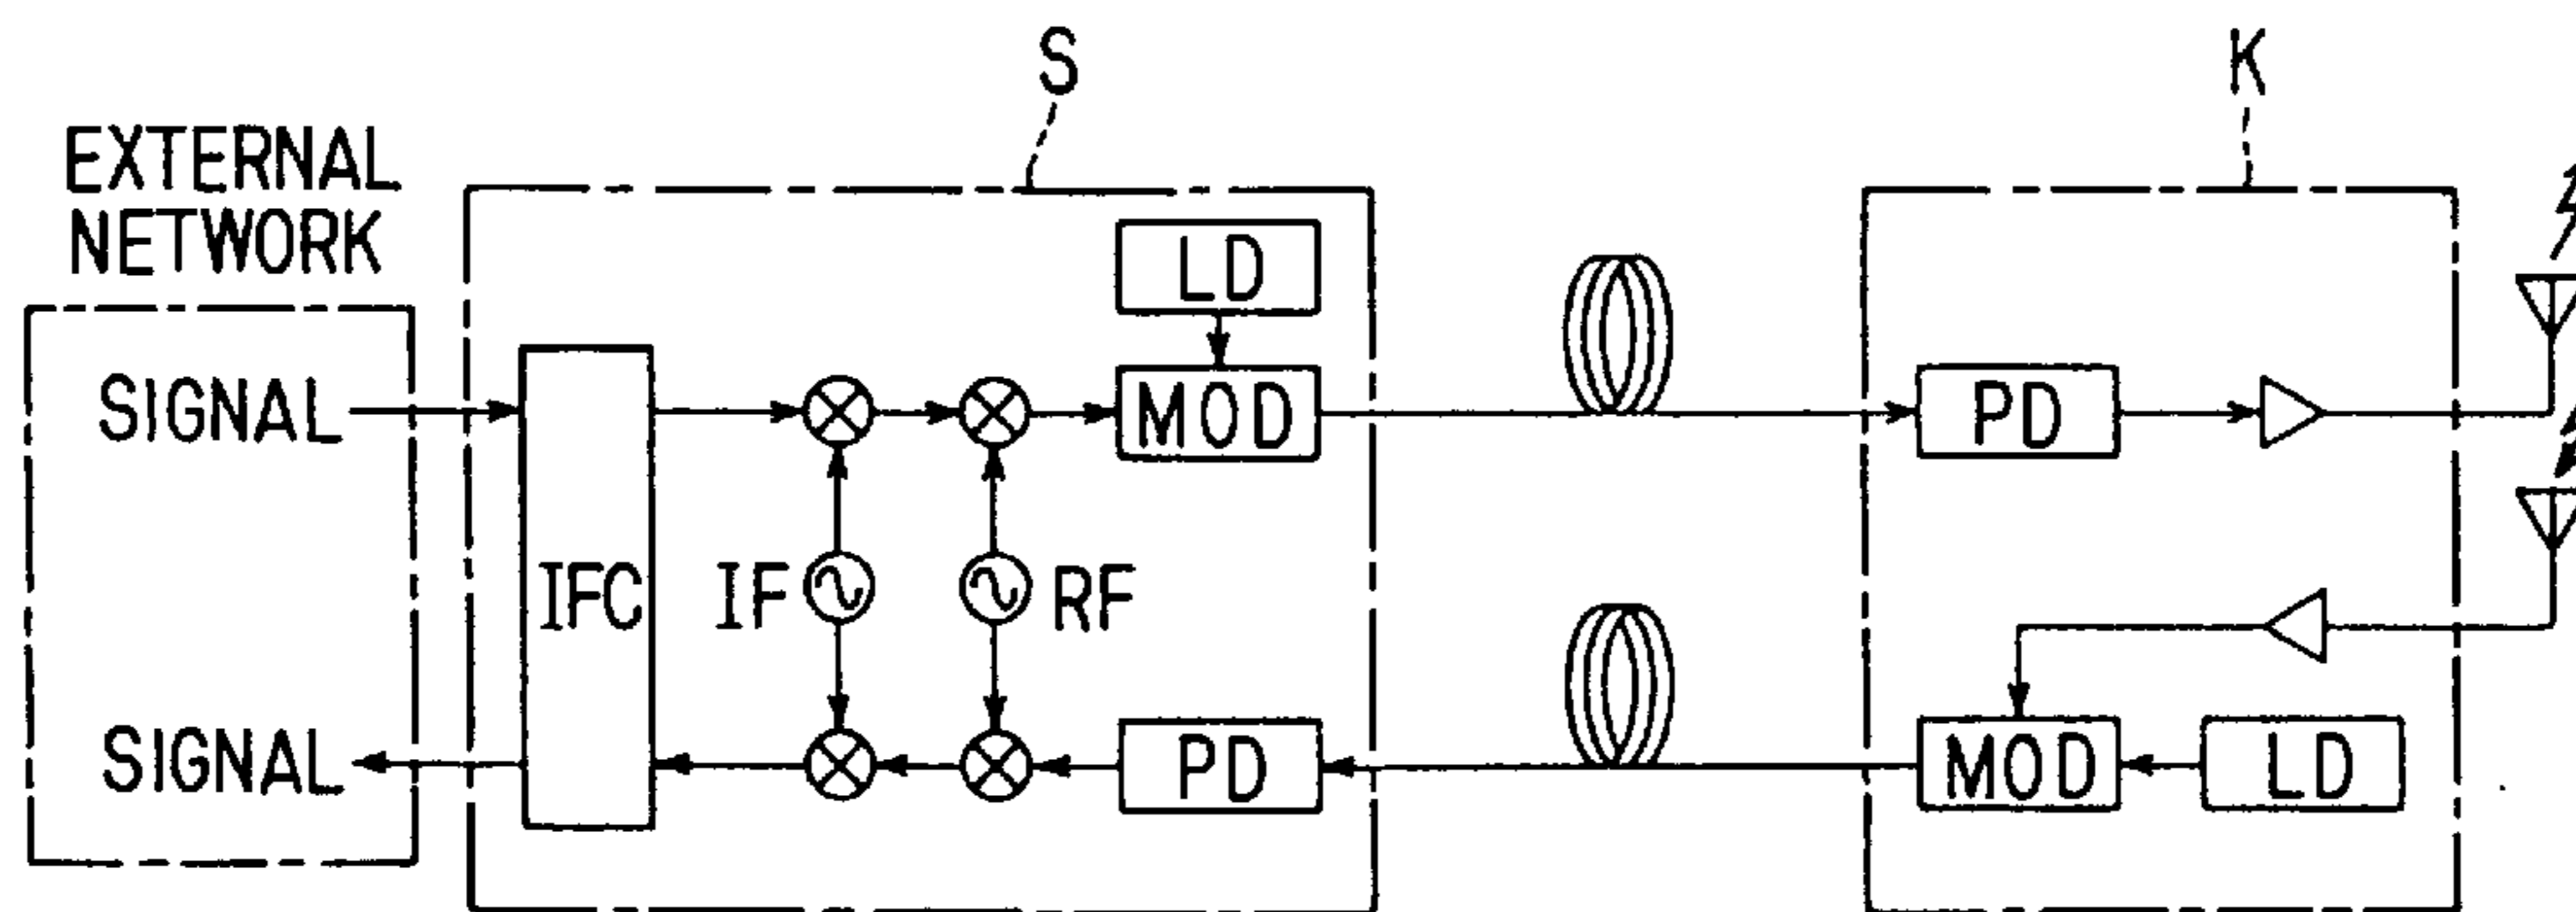 S
K
EXTERNAL
NETWORK
LD
SIGNAL
MOD
PD
IFC
IF
RF
SIGNAL
PD
MOD
LD